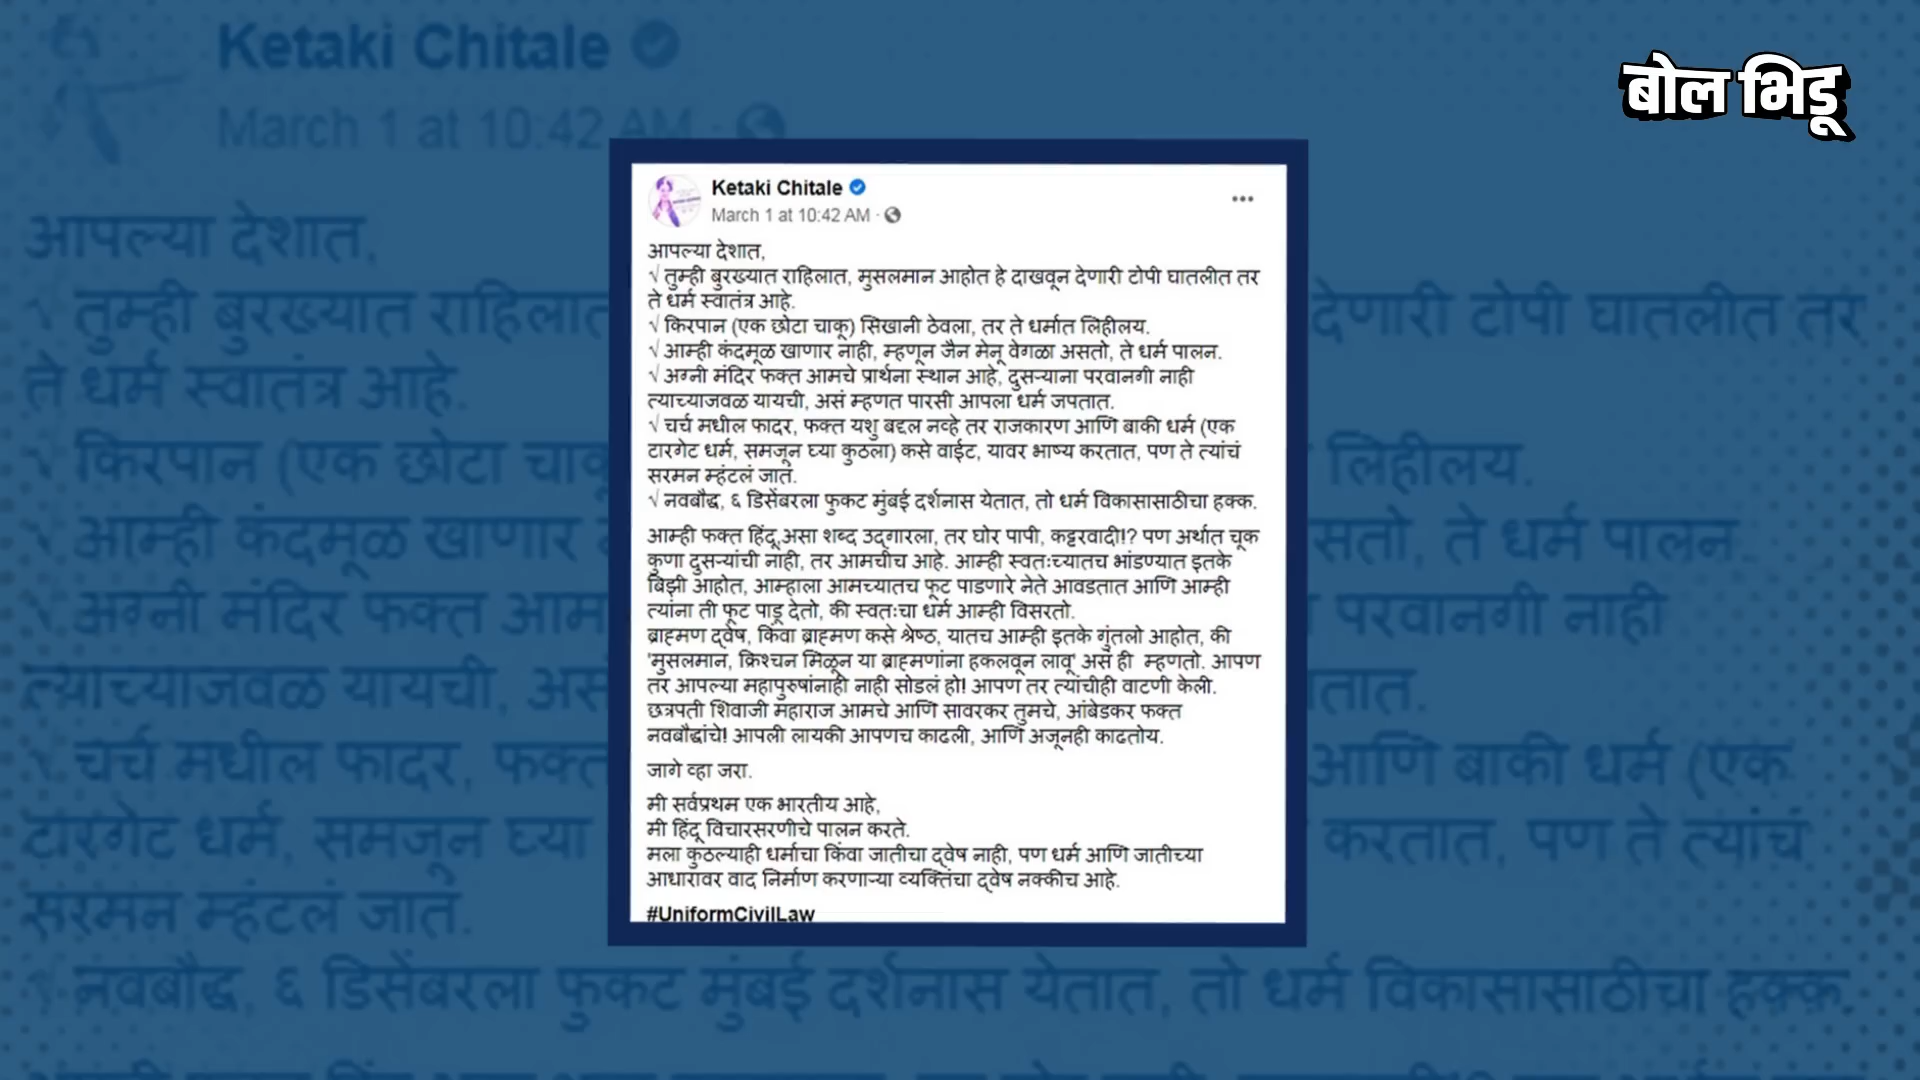 बोल भिडू
Ketaki Chitale
March 1 at 10:42 AM ·
आपल्या देशात,
√ तुम्ही बुरख्यात राहिलात, मुसलमान आहोत हे दाखवून देणारी टोपी घातलीत तर
ते धर्म स्वातंत्र आहे.
√ किरपान (एक छोटा चाकू) सिखानी ठेवला, तर ते धर्मात लिहीलय.
√ आम्ही कंदमूळ खाणार नाही, म्हणून जैन मेनू वेगळा असतो, ते धर्म पालन.
√ अग्नी मंदिर फक्त आमचे प्रार्थना स्थान आहे, दुसऱ्याना परवानगी नाही
त्याच्याजवळ यायची, असं म्हणत पारसी आपला धर्म जपतात.
√ चर्च मधील फादर, फक्त यशु बद्दल नव्हे तर राजकारण आणि बाकी धर्म (एक
टारगेट धर्म, समजून घ्या कुठला) कसे वाईट, यावर भाष्य करतात, पण ते त्यांचं
सरमन म्हंटलं जातं.
√ नवबौद्ध, ६ डिसेंबरला फुकट मुंबई दर्शनास येतात, तो धर्म विकासासाठीचा हक्क.
आम्ही फक्त हिंदू असा शब्द उद्गारला, तर घोर पापी, कट्टरवादी!? पण अर्थात चूक
कुणा दुसऱ्यांची नाही, तर आमचीच आहे. आम्ही स्वतःच्यातच भांडण्यात इतके
बिझी आहोत, आम्हाला आमच्यातच फूट पाडणारे नेते आवडतात आणि आम्ही
त्यांना ती फूट पाडू देतो, की स्वतःचा धर्म आम्ही विसरतो.
ब्राह्मण द्वेष, किंवा ब्राह्मण कसे श्रेष्ठ, यातच आम्ही इतके गुंतलो आहोत, की
'मुसलमान, क्रिश्चन मिळून या ब्राह्मणांना हकलवून लावू' असं ही म्हणतो. आपण
तर आपल्या महापुरुषांनाही नाही सोडलं हो! आपण तर त्यांचीही वाटणी केली.
छत्रपती शिवाजी महाराज आमचे आणि सावरकर तुमचे, आंबेडकर फक्त
नवबौद्धांचे! आपली लायकी आपणच काढली, आणि अजूनही काढतोय.
जागे व्हा जरा.
मी सर्वप्रथम एक भारतीय आहे,
मी हिंदू विचारसरणीचे पालन करते.
मला कुठल्याही धर्माचा किंवा जातीचा द्वेष नाही, पण धर्म आणि जातीच्या
आधारावर वाद निर्माण करणाऱ्या व्यक्तिंचा द्वेष नक्कीच आहे.
#UniformCivilLaw